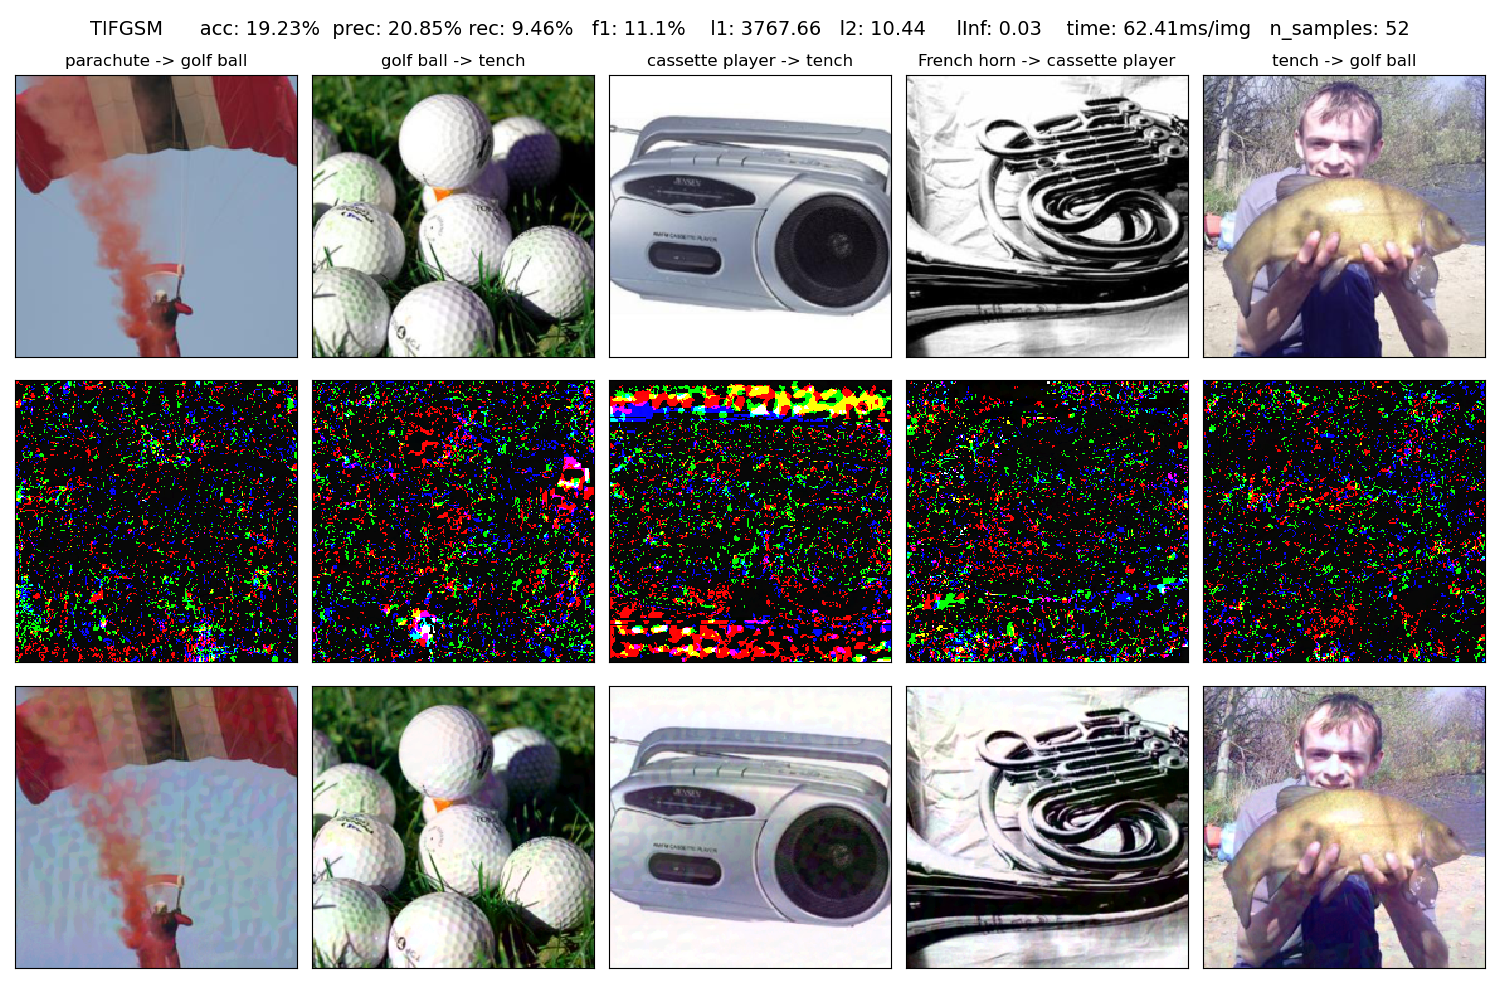 TIFGSM acc: 19.23% prec: 20.85% rec: 9.46% f1: 11.1% l1: 3767.66 l2: 10.44 lInf: 0.03 time: 62.41ms/img n_samples: 52
parachute -> golf ball
golf ball -> tench
cassette player -> tench
French horn -> cassette player
tench -> golf ball
JENSEN
JENSEN